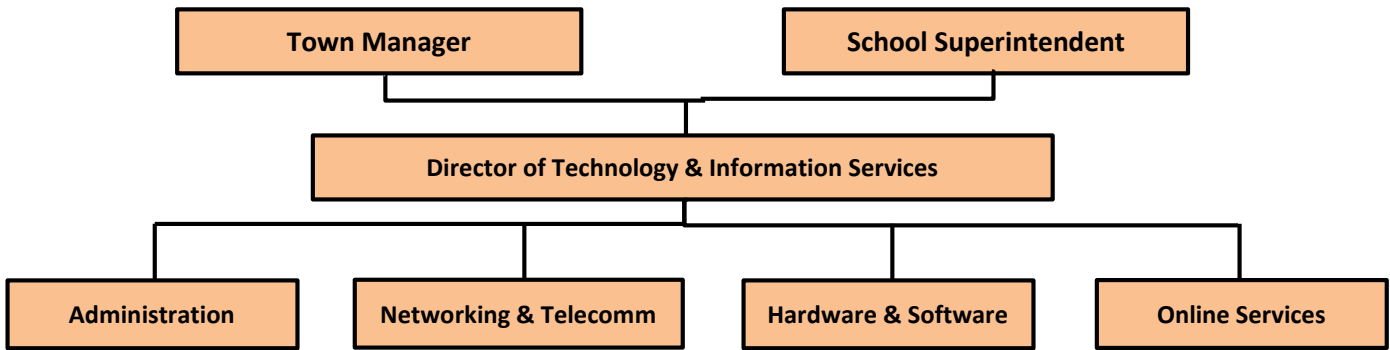 Town Manager
School Superintendent
Director of Technology & Information Services
Administration
Networking & Telecomm
Hardware & Software
Online Services